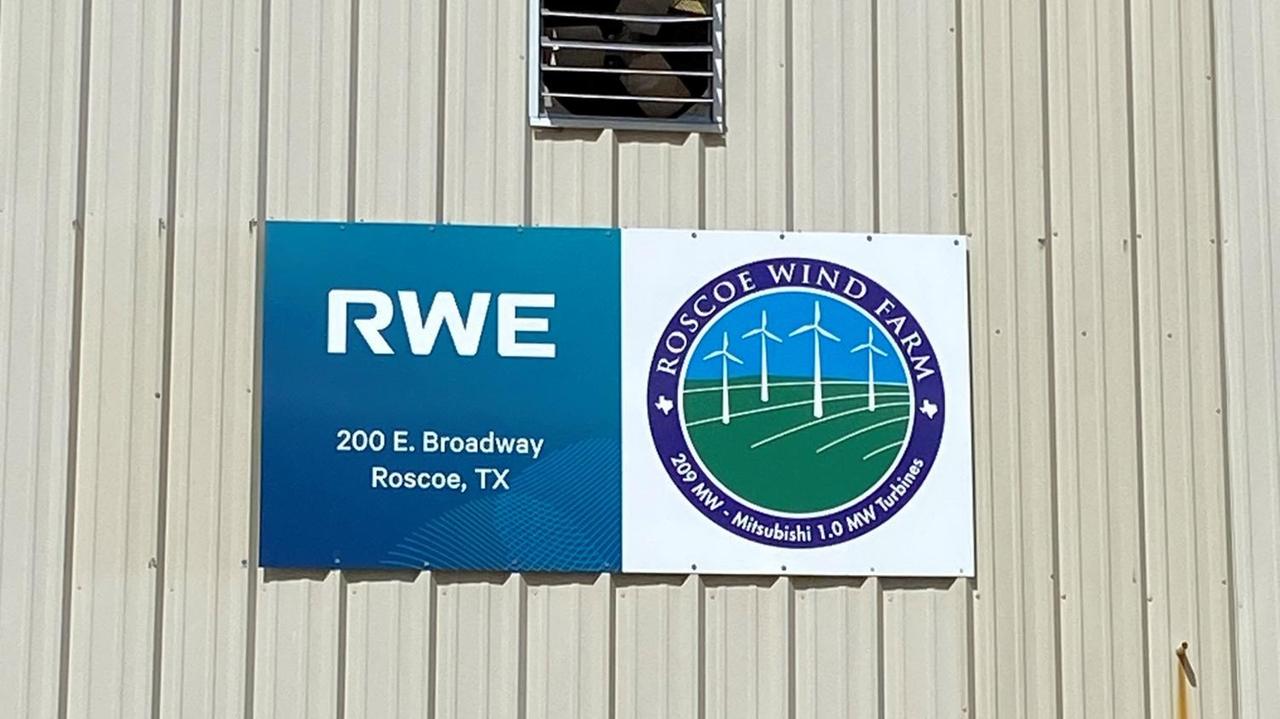 RWE
200 E. Broadway
Roscoe, TX
ROSCOE WIND FARM
209 MW - Mitsubishi 1.0 MW Turbines